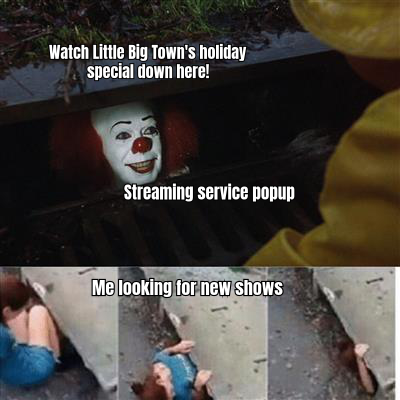 Watch Little Big Town's holiday
special down here!
Streaming service popup
Me looking for new shows